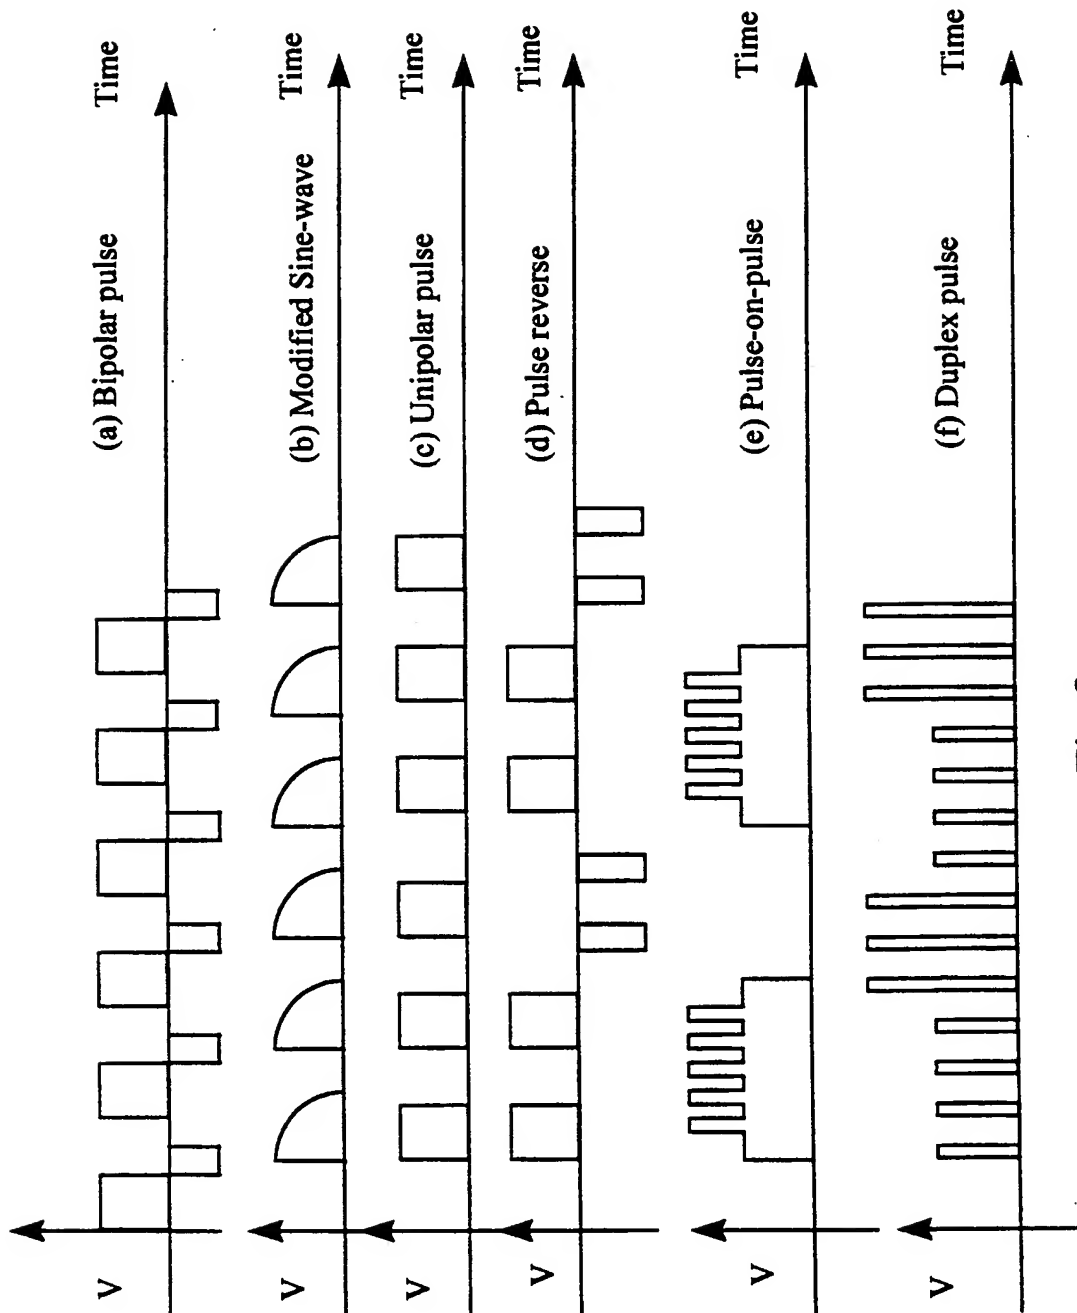 V
(a) Bipolar pulse
Time
V
(b) Modified Sine-wave
Time
V
(c) Unipolar pulse
Time
V
(d) Pulse reverse
Time
V
(e) Pulse-on-pulse
Time
V
(f) Duplex pulse
Time